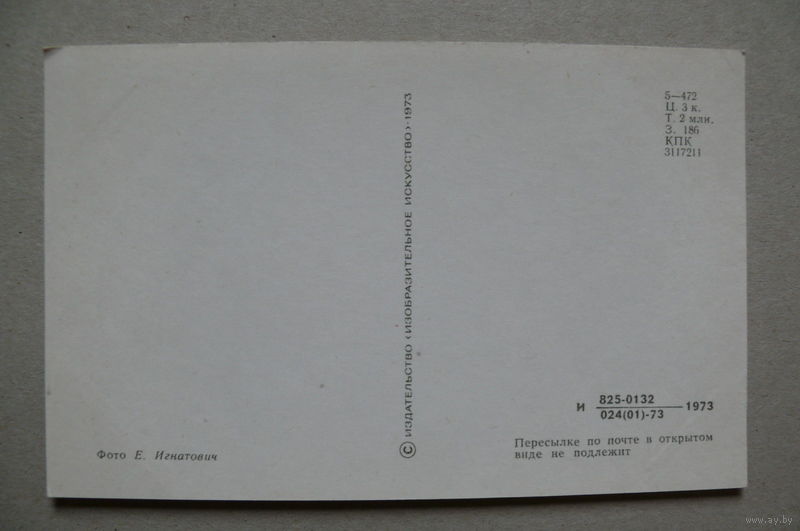 5—472
Ц. 3 к.
Т. 2 млн.
З. 186
КПК
3117211
© ИЗДАТЕЛЬСТВО «ИЗОБРАЗИТЕЛЬНОЕ ИСКУССТВО»·1973
И 825-0132
024(01)-73 —1973
Пересылке по почте в открытом
виде не подлежит
Фото Е. Игнатович
www.ay.by